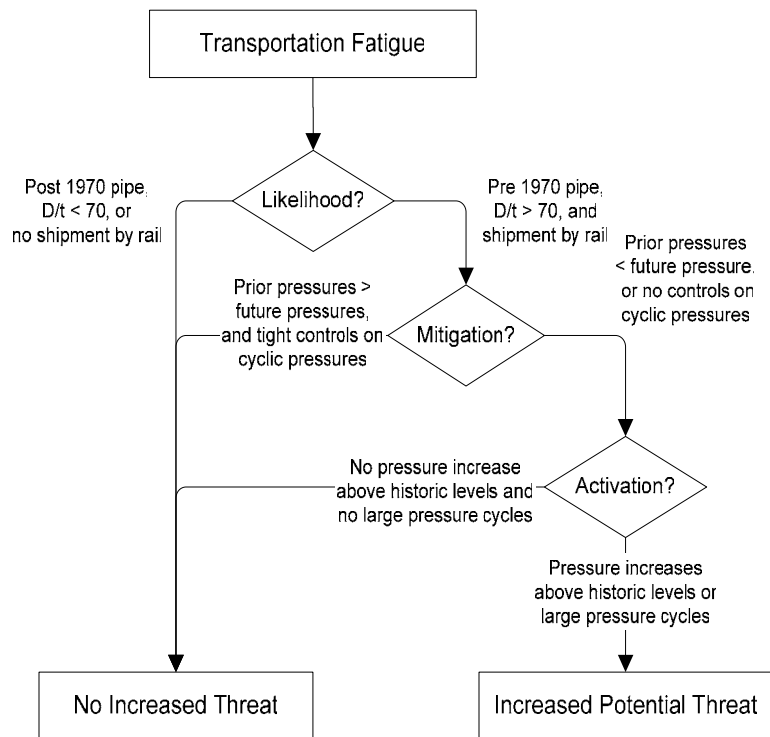 Transportation Fatigue
Likelihood?
Post 1970 pipe,
D/t < 70, or
no shipment by rail
Pre 1970 pipe,
D/t > 70, and
shipment by rail
Mitigation?
Prior pressures >
future pressures,
and tight controls on
cyclic pressures
Prior pressures
< future pressure.
or no controls on
cyclic pressures
Activation?
No pressure increase
above historic levels and
no large pressure cycles
Pressure increases
above historic levels or
large pressure cycles
No Increased Threat
Increased Potential Threat